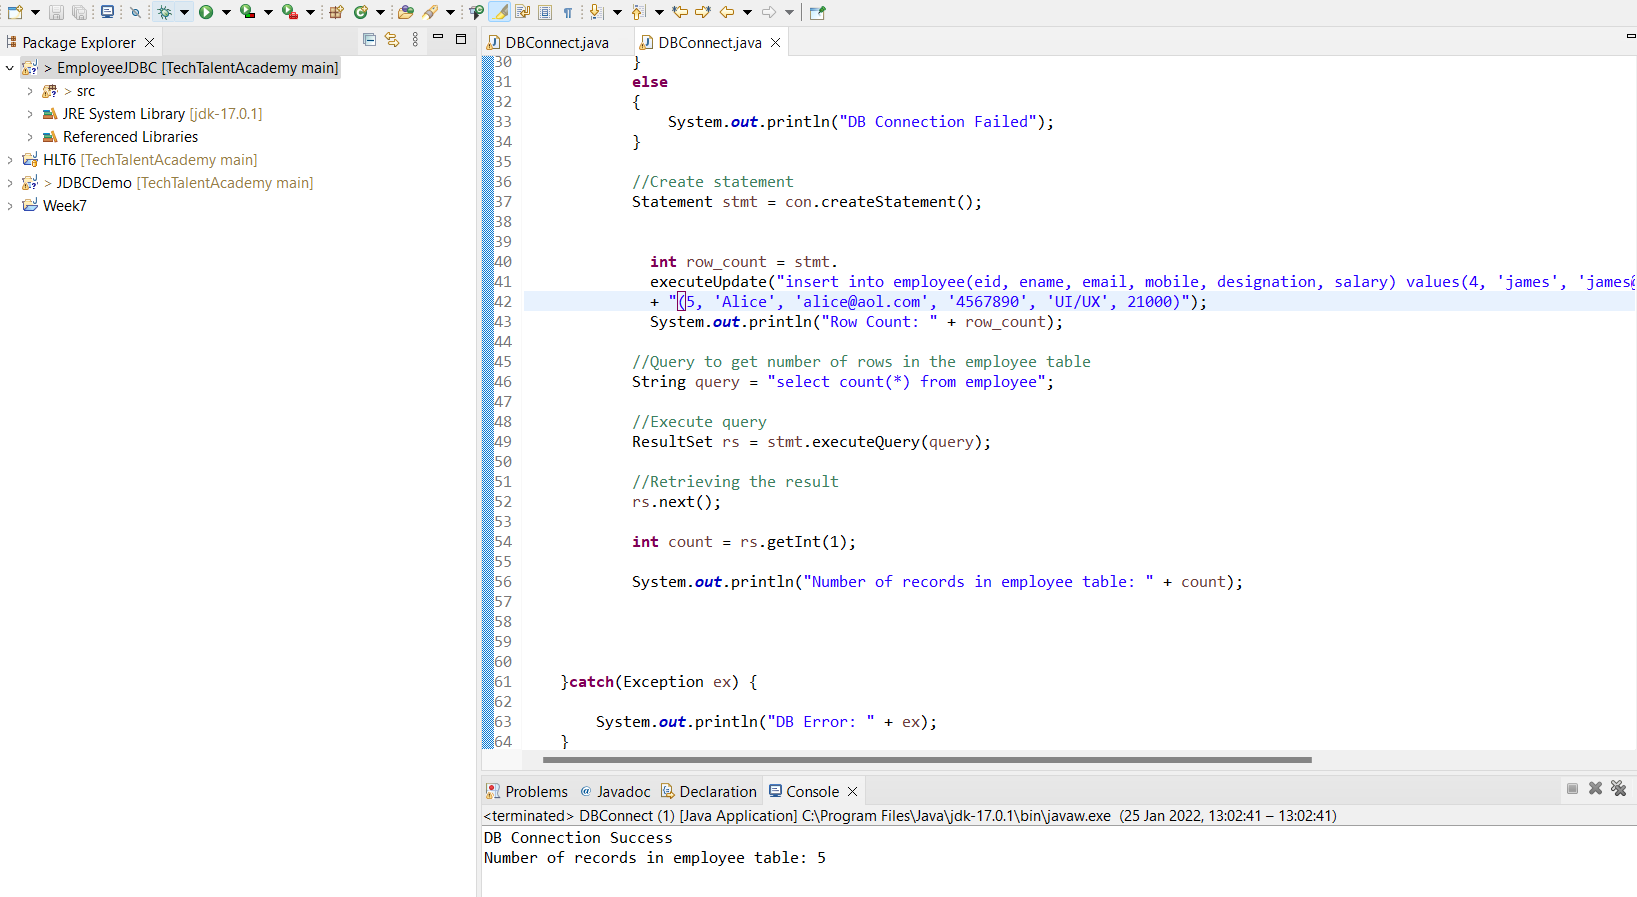 Package Explorer
> EmployeeJDBC [TechTalentAcademy main]
> src
JRE System Library [jdk-17.0.1]
Referenced Libraries
HLT6 [TechTalentAcademy main]
> JDBCDemo [TechTalentAcademy main]
Week7
DBConnect.java
DBConnect.java
30 }
31 else
32 {
33 System.out.println("DB Connection Failed");
34 }
35
36 //Create statement
37 Statement stmt = con.createStatement();
38
39
40 int row_count = stmt.
41 executeUpdate("insert into employee(eid, ename, email, mobile, designation, salary) values(4, 'james', 'james@
42 + "(5, 'Alice', 'alice@aol.com', '4567890', 'UI/UX', 21000)");
43 System.out.println("Row Count: " + row_count);
44
45 //Query to get number of rows in the employee table
46 String query = "select count(*) from employee";
47
48 //Execute query
49 ResultSet rs = stmt.executeQuery(query);
50
51 //Retrieving the result
52 rs.next();
53
54 int count = rs.getInt(1);
55
56 System.out.println("Number of records in employee table: " + count);
57
58
59
60
61 }catch(Exception ex) {
62
63 System.out.println("DB Error: " + ex);
64 }
Problems @ Javadoc Declaration Console
<terminated> DBConnect (1) [Java Application] C:\Program Files\Java\jdk-17.0.1\bin\javaw.exe (25 Jan 2022, 13:02:41 – 13:02:41)
DB Connection Success
Number of records in employee table: 5